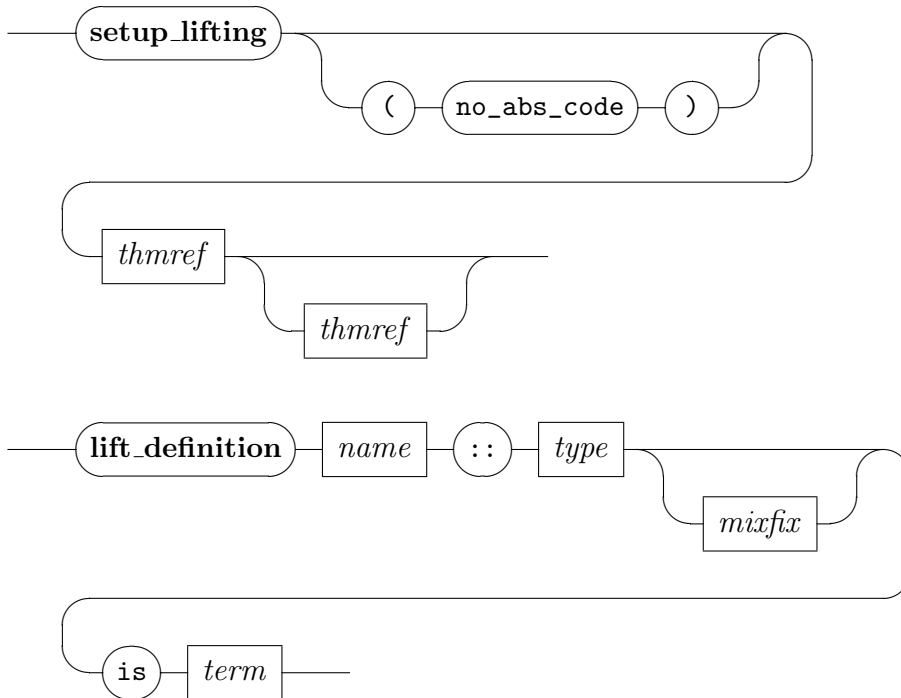 setup_lifting
( no_abs_code )
thmref
thmref
lift_definition name :: type
mixfix
is term